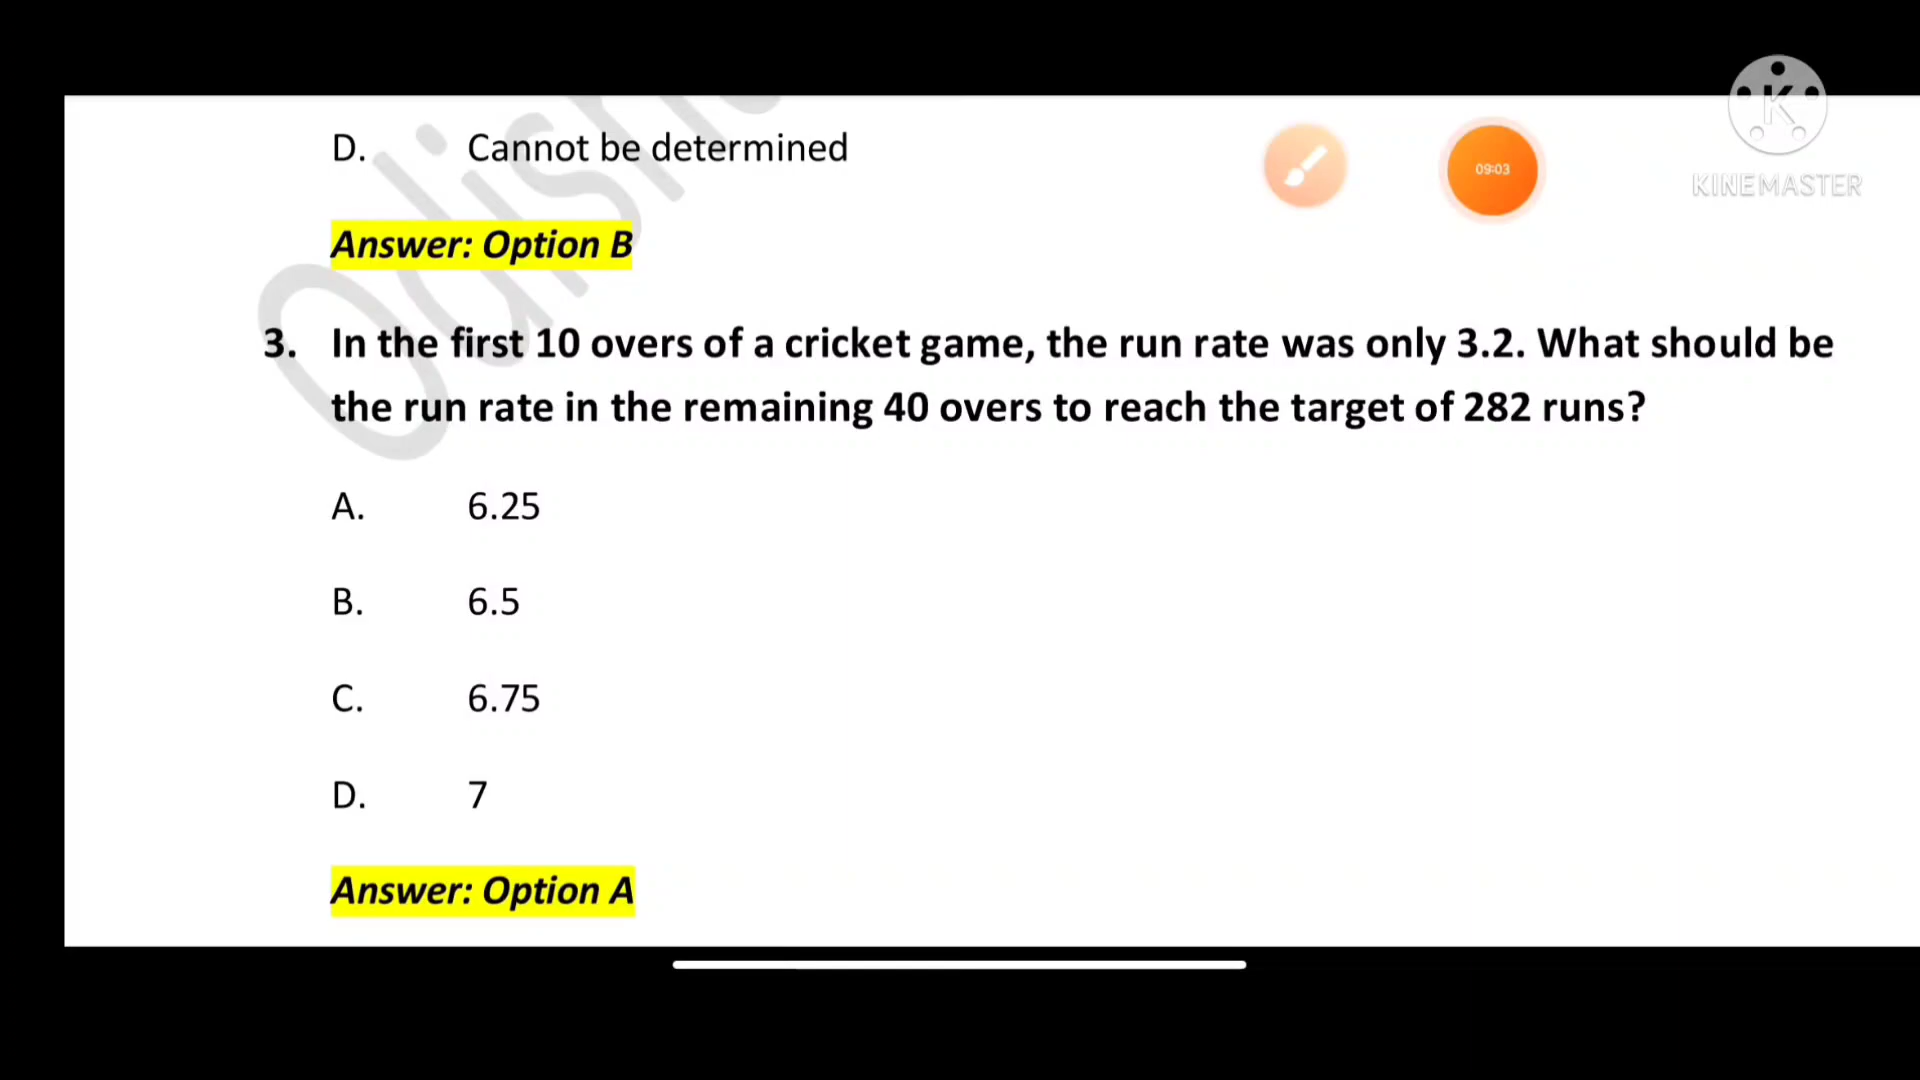 D. Cannot be determined
09:03
KINEMASTER
Answer: Option B
3. In the first 10 overs of a cricket game, the run rate was only 3.2. What should be
the run rate in the remaining 40 overs to reach the target of 282 runs?
A. 6.25
B. 6.5
C. 6.75
D. 7
Answer: Option A